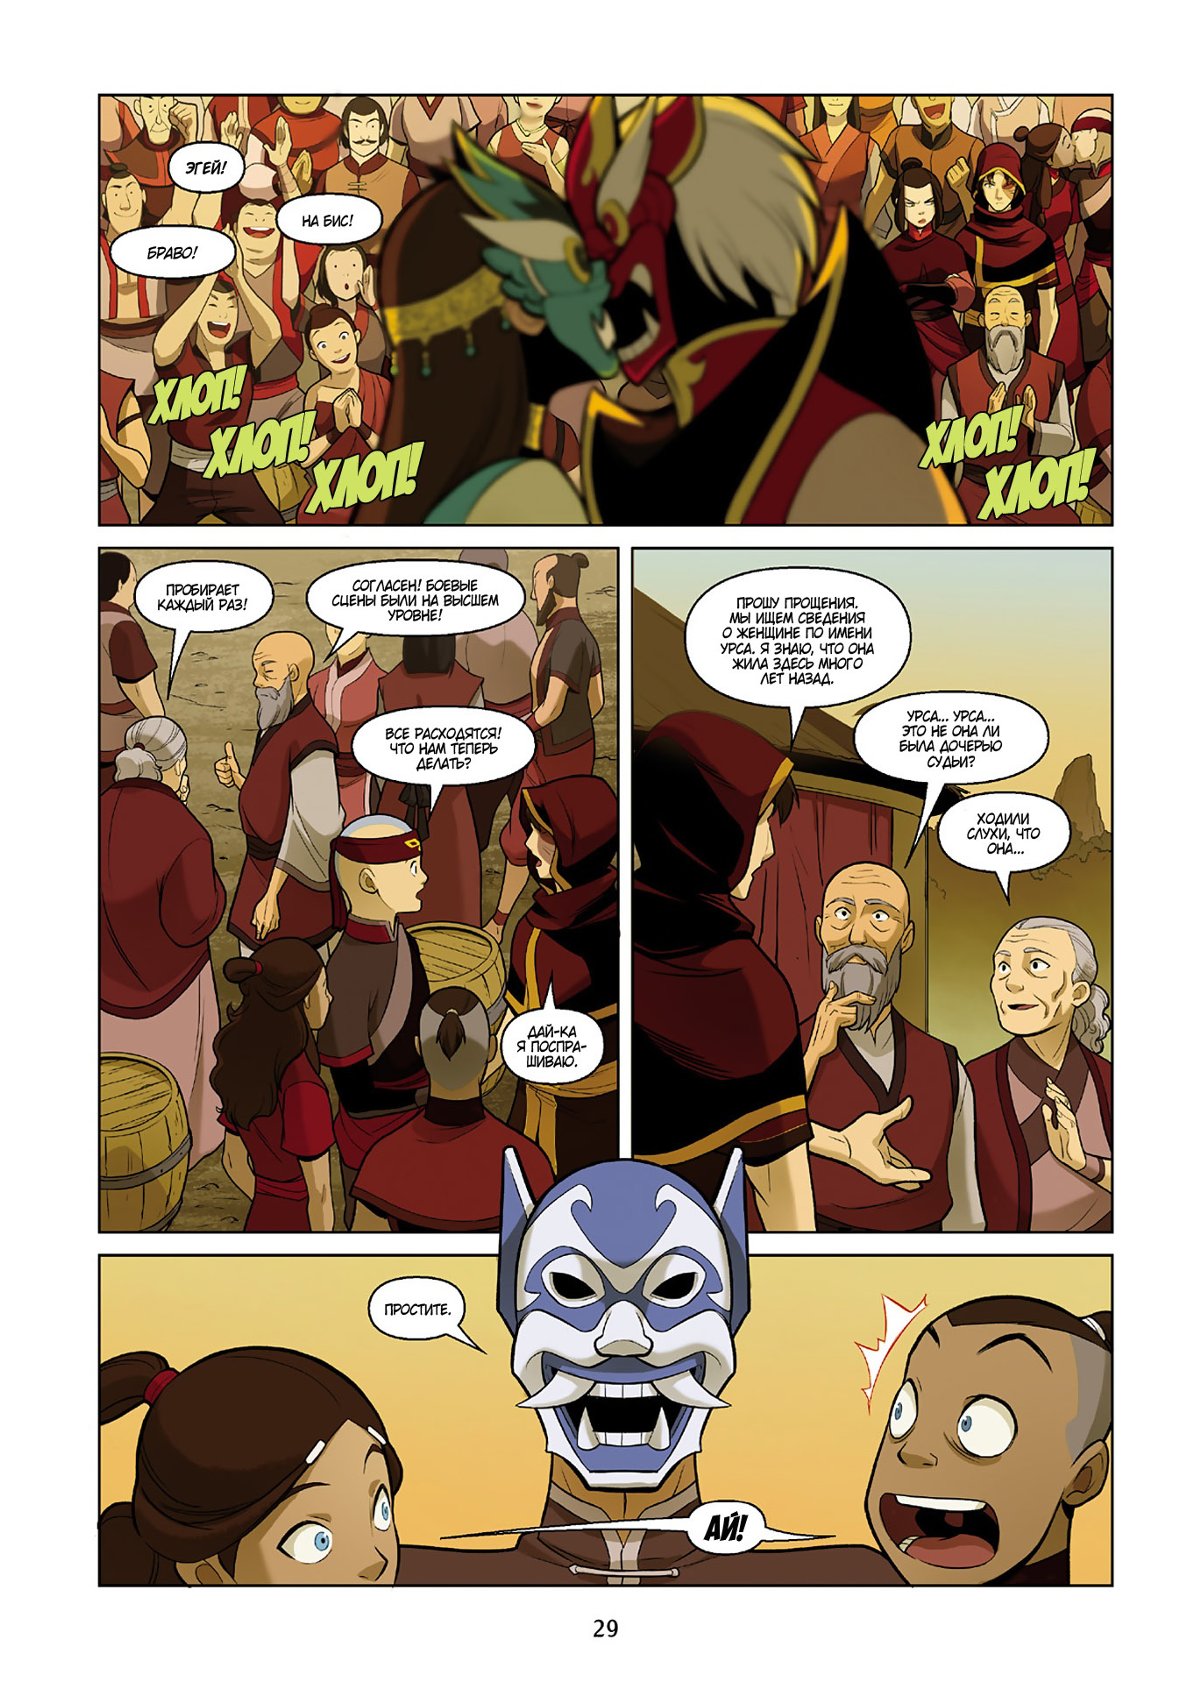 ЭГЕЙ!
НА БИС!
БРАВО!
ХЛОП!
ХЛОП!
ХЛОП!
ХЛОП!
ХЛОП!
ПРОБИРАЕТ
КАЖДЫЙ РАЗ!
СОГЛАСЕН! БОЕВЫЕ
СЦЕНЫ БЫЛИ НА ВЫСШЕМ
УРОВНЕ!
ВСЕ РАСХОДЯТСЯ!
ЧТО НАМ ТЕПЕРЬ
ДЕЛАТЬ?
ДАЙ-КА
Я ПОСПРА-
ШИВАЮ.
ПРОШУ ПРОЩЕНИЯ.
МЫ ИЩЕМ СВЕДЕНИЯ
О ЖЕНЩИНЕ ПО ИМЕНИ
УРСА. Я ЗНАЮ, ЧТО ОНА
ЖИЛА ЗДЕСЬ МНОГО
ЛЕТ НАЗАД.
УРСА... УРСА...
ЭТО НЕ ОНА ЛИ
БЫЛА ДОЧЕРЬЮ
СУДЬИ?
ХОДИЛИ
СЛУХИ, ЧТО
ОНА...
ПРОСТИТЕ.
АЙ!
29